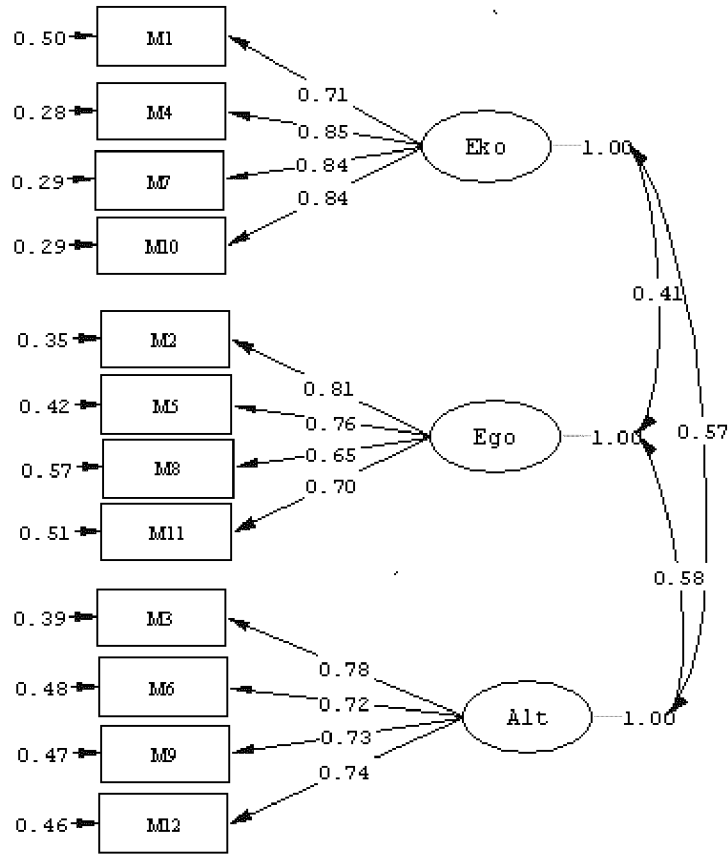 0.50 M1
0.71
0.28 M4
0.85
Eko 1.00
0.29 M7
0.84
0.84
0.29 M10
0.41
0.35 M2
0.81
0.42 M5
0.76
Ego 1.00 0.57
0.57 M8
0.65
0.70
0.51 M11
0.58
0.39 M3
0.78
0.48 M6
0.72
Alt 1.00
0.73
0.47 M9
0.74
0.46 M12